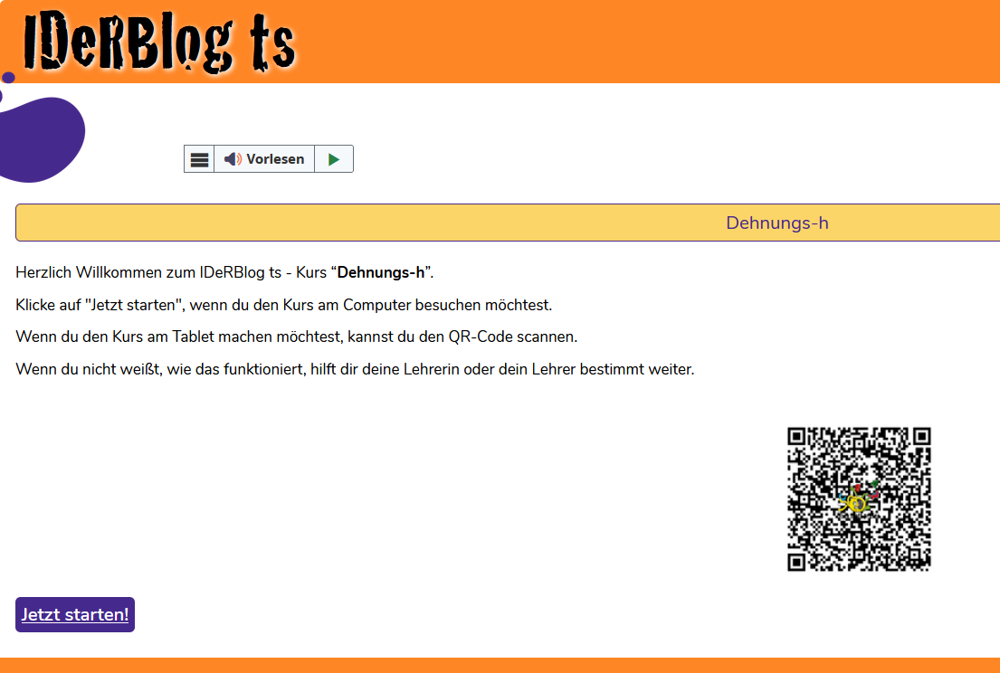 IDeRBlog ts
Vorlesen
Dehnungs-h
Herzlich Willkommen zum IDeRBlog ts - Kurs “Dehnungs-h”.
Klicke auf "Jetzt starten", wenn du den Kurs am Computer besuchen möchtest.
Wenn du den Kurs am Tablet machen möchtest, kannst du den QR-Code scannen.
Wenn du nicht weißt, wie das funktioniert, hilft dir deine Lehrerin oder dein Lehrer bestimmt weiter.
Jetzt starten!